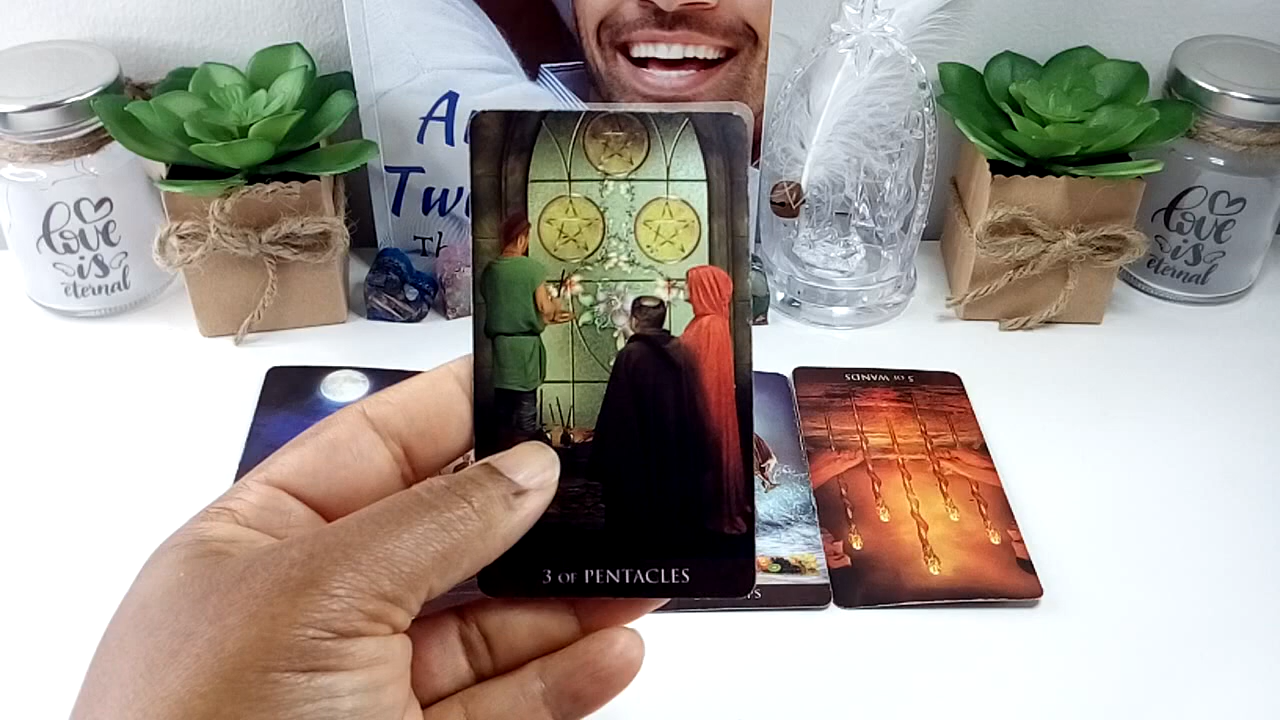 love
is
eternal
love
is
eternal
3 OF PENTACLES
5 OF WANDS